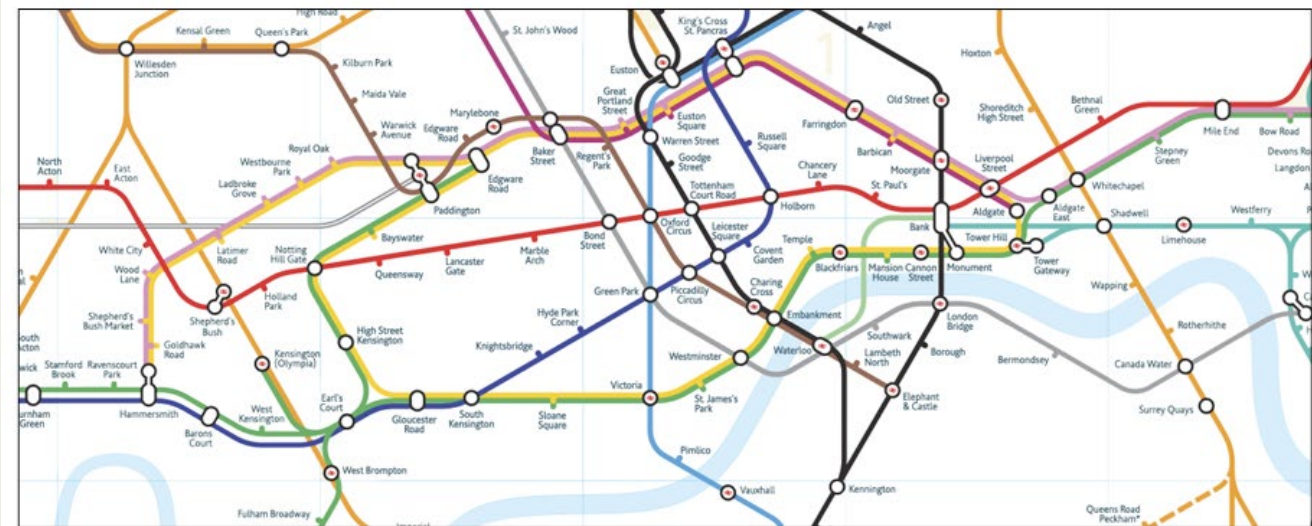 High Road
Kensal Green
Queen's Park
Willesden
Junction
Kilburn Park
Maida Vale
Warwick
Avenue
Royal Oak
Westbourne
Park
Ladbroke
Grove
Latimer
Road
North
Acton
East
Acton
White City
Wood
Lane
Shepherd's
Bush Market
Goldhawk
Road
Shepherd's
Bush
Holland
Park
Notting
Hill Gate
Bayswater
Paddington
Edgware
Road
Marylebone
Edgware
Road
St. John's Wood
Baker
Street
Great
Portland
Street
Euston
Square
Euston
King's Cross
St. Pancras
Angel
Regent's
Park
Warren Street
Goodge
Street
Russell
Square
Tottenham
Court Road
Holborn
Chancery
Lane
St. Paul's
Farringdon
Barbican
Moorgate
Old Street
Liverpool
Street
Hoxton
Shoreditch
High Street
Bethnal
Green
Mile End
Bow Road
Devons Ro
Langdon
Stepney
Green
Whitechapel
Aldgate
East
Aldgate
Bank
Tower Hill
Tower
Gateway
Monument
Cannon
Street
Mansion
House
Blackfriars
Temple
Shadwell
Limehouse
Westferry
Wapping
Rotherhithe
Canada Water
Surrey Quays
Bermondsey
London
Bridge
Borough
Southwark
Lambeth
North
Waterloo
Embankment
Charing
Cross
Piccadilly
Circus
Leicester
Square
Covent
Garden
Oxford
Circus
Bond
Street
Marble
Arch
Lancaster
Gate
Queensway
Green Park
Hyde Park
Corner
Knightsbridge
High Street
Kensington
Kensington
(Olympia)
Stamford
Brook
Ravenscourt
Park
South
Acton
wick
urnham
Green
Hammersmith
Barons
Court
West
Kensington
Earl's
Court
Gloucester
Road
South
Kensington
Sloane
Square
Victoria
St. James's
Park
Westminster
Pimlico
Vauxhall
Elephant
& Castle
Kennington
West Brompton
Fulham Broadway
Imperial
Queens Road
Peckham*
1